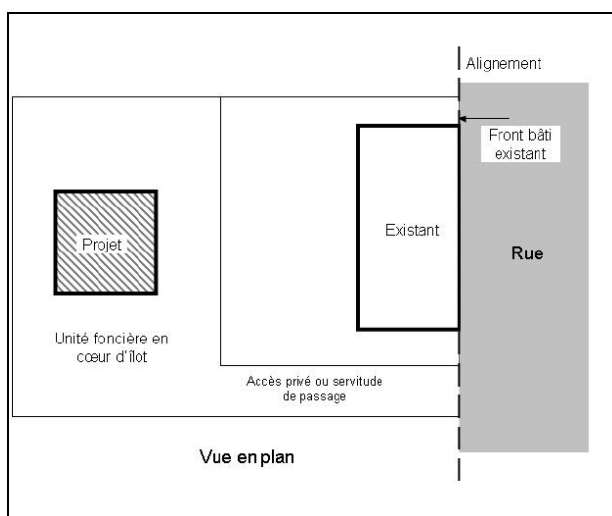 Alignement
Front bâti
existant
Existant
Rue
Projet
Unité foncière en
cœur d'îlot
Accès privé ou servitude
de passage
Vue en plan